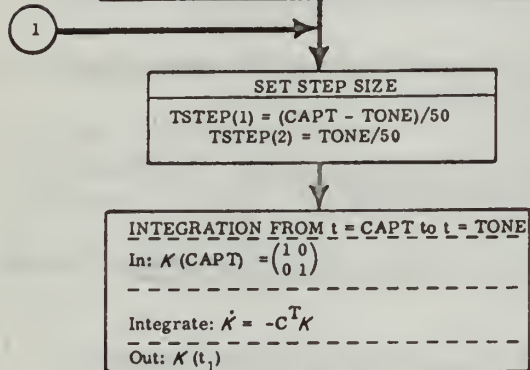 1
SET STEP SIZE
TSTEP(1) = (CAPT - TONE)/50
TSTEP(2) = TONE/50
INTEGRATION FROM t = CAPT to t = TONE
In: K (CAPT) = (1 0
0 1)
Integrate: K̇ = -CᵀK
Out: K (t₁)